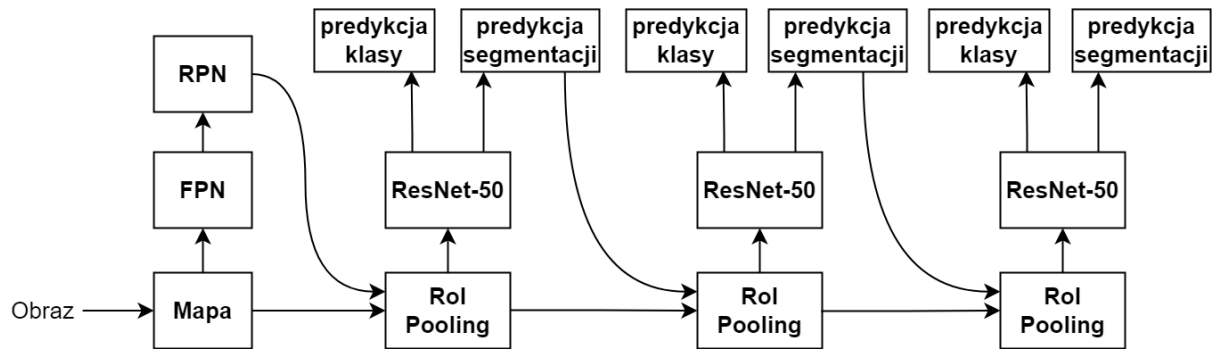 predykcja
klasy
predykcja
segmentacji
predykcja
klasy
predykcja
segmentacji
predykcja
klasy
predykcja
segmentacji
RPN
FPN
ResNet-50
ResNet-50
ResNet-50
Obraz
Mapa
RoI
Pooling
RoI
Pooling
RoI
Pooling